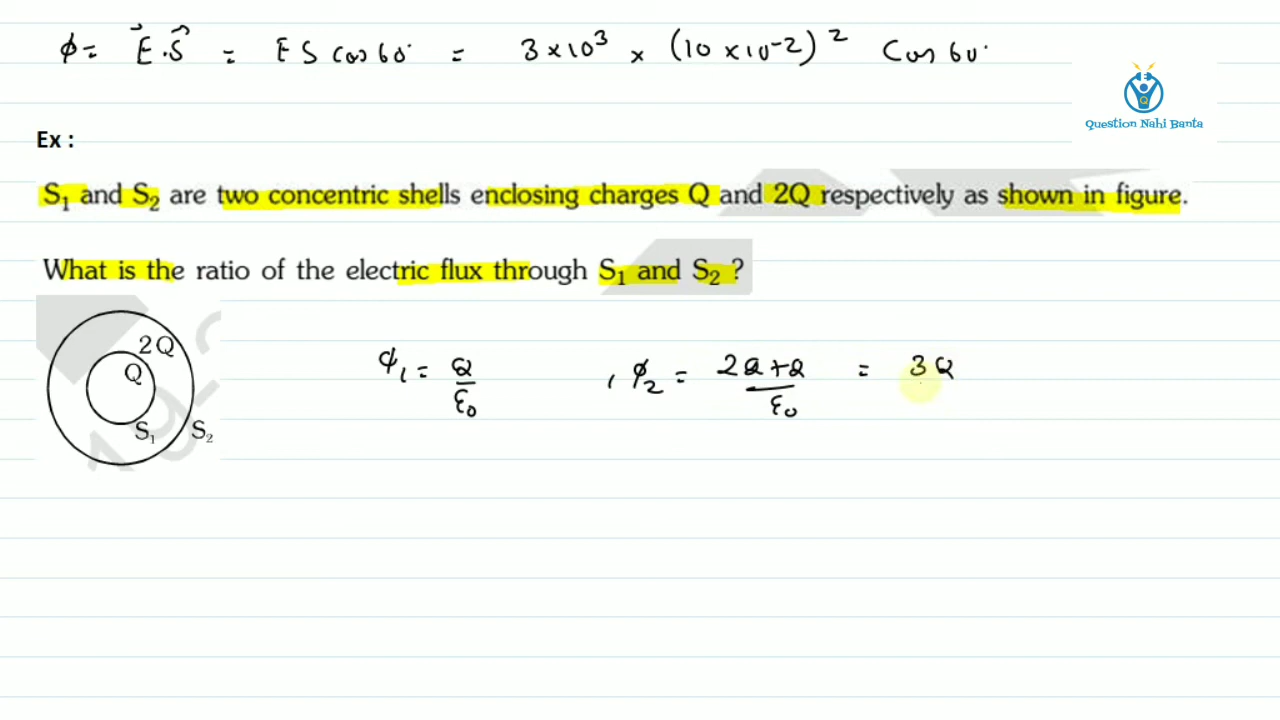 φ = E⃗ . S⃗ = E S cos 60° = 3 × 10³ × (10 × 10⁻²)² Cos 60°
Question Nahi Banta
Ex :
S₁ and S₂ are two concentric shells enclosing charges Q and 2Q respectively as shown in figure.
What is the ratio of the electric flux through S₁ and S₂ ?
2Q
Q
S₁
S₂
φ₁ = Q/ε₀ , φ₂ = 2Q+Q/ε₀ = 3Q